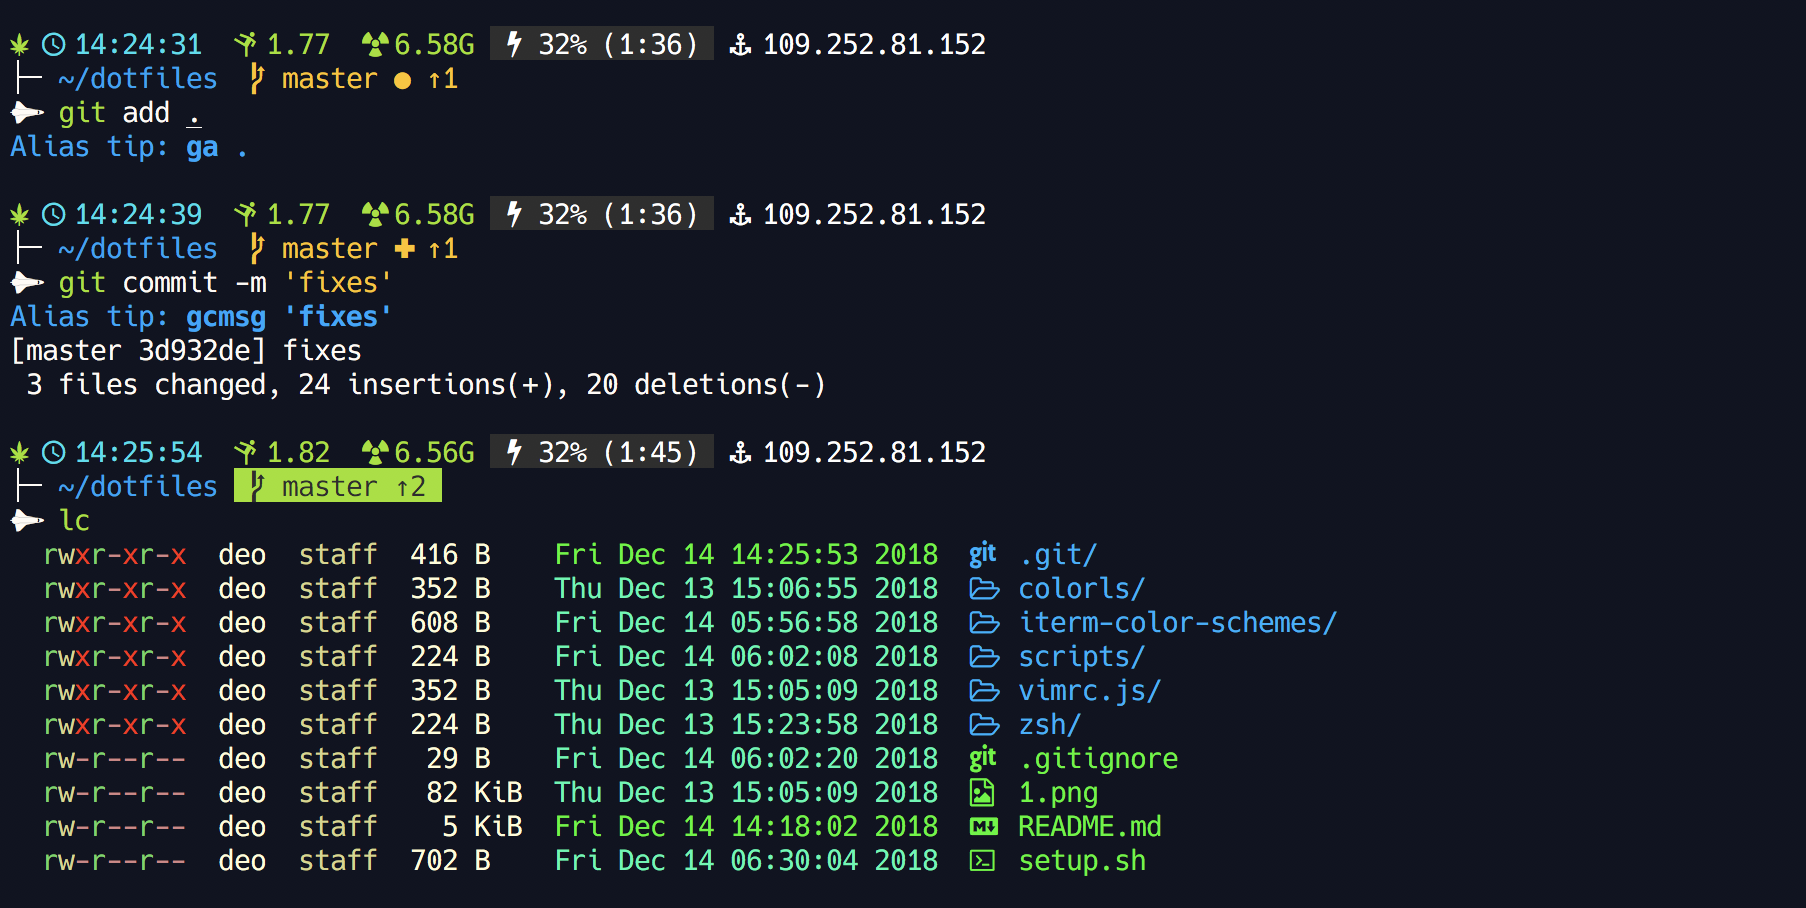 14:24:31 1.77 6.58G 32% (1:36) 109.252.81.152
~/dotfiles master ● ↑1
git add .
Alias tip: ga .
14:24:39 1.77 6.58G 32% (1:36) 109.252.81.152
~/dotfiles master ✚ ↑1
git commit -m 'fixes'
Alias tip: gcmsg 'fixes'
[master 3d932de] fixes
3 files changed, 24 insertions(+), 20 deletions(-)
14:25:54 1.82 6.56G 32% (1:45) 109.252.81.152
~/dotfiles master ↑2
lc
rwxr-xr-x deo staff 416 B Fri Dec 14 14:25:53 2018 git .git/
rwxr-xr-x deo staff 352 B Thu Dec 13 15:06:55 2018 colorls/
rwxr-xr-x deo staff 608 B Fri Dec 14 05:56:58 2018 iterm-color-schemes/
rwxr-xr-x deo staff 224 B Fri Dec 14 06:02:08 2018 scripts/
rwxr-xr-x deo staff 352 B Thu Dec 13 15:05:09 2018 vimrc.js/
rwxr-xr-x deo staff 224 B Thu Dec 13 15:23:58 2018 zsh/
rw-r--r-- deo staff 29 B Fri Dec 14 06:02:20 2018 git .gitignore
rw-r--r-- deo staff 82 KiB Thu Dec 13 15:05:09 2018 1.png
rw-r--r-- deo staff 5 KiB Fri Dec 14 14:18:02 2018 README.md
rw-r--r-- deo staff 702 B Fri Dec 14 06:30:04 2018 setup.sh